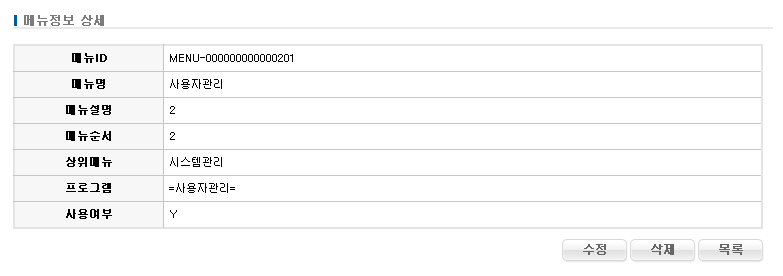 메뉴정보 상세
메뉴ID MENU-000000000000201
메뉴명 사용자관리
메뉴설명 2
메뉴순서 2
상위메뉴 시스템관리
프로그램 =사용자관리=
사용여부 Y
수정 삭제 목록